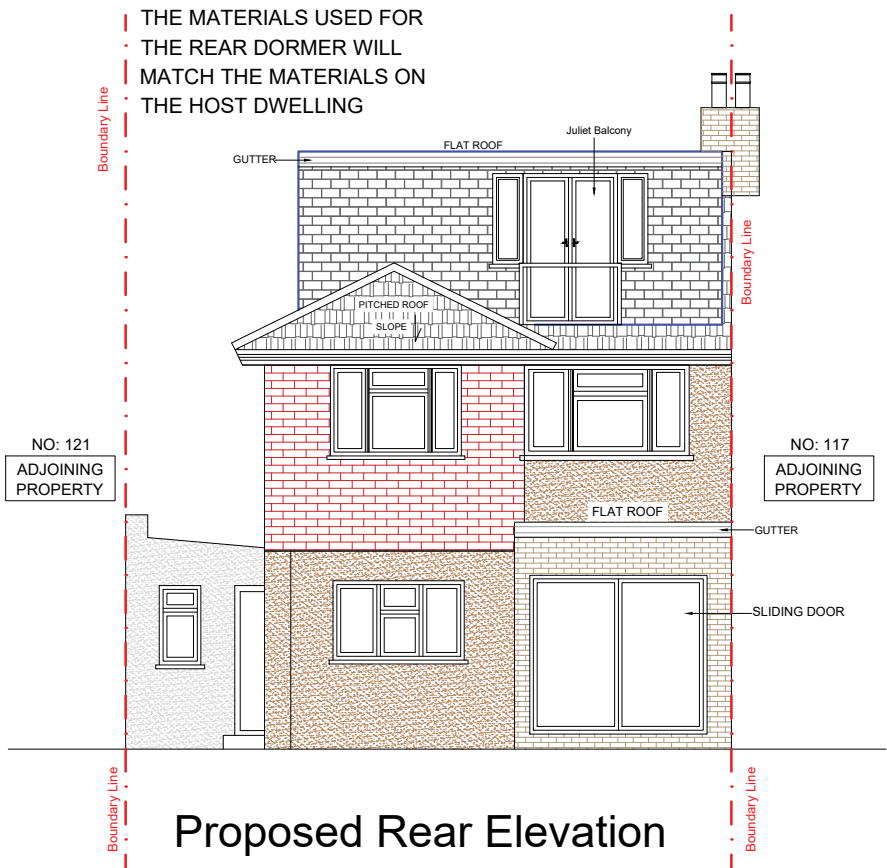 THE MATERIALS USED FOR
THE REAR DORMER WILL
MATCH THE MATERIALS ON
THE HOST DWELLING
Boundary Line
Juliet Balcony
FLAT ROOF
GUTTER
Boundary Line
PITCHED ROOF
SLOPE
NO: 121
ADJOINING
PROPERTY
NO: 117
ADJOINING
PROPERTY
FLAT ROOF
GUTTER
SLIDING DOOR
Boundary Line
Boundary Line
Proposed Rear Elevation